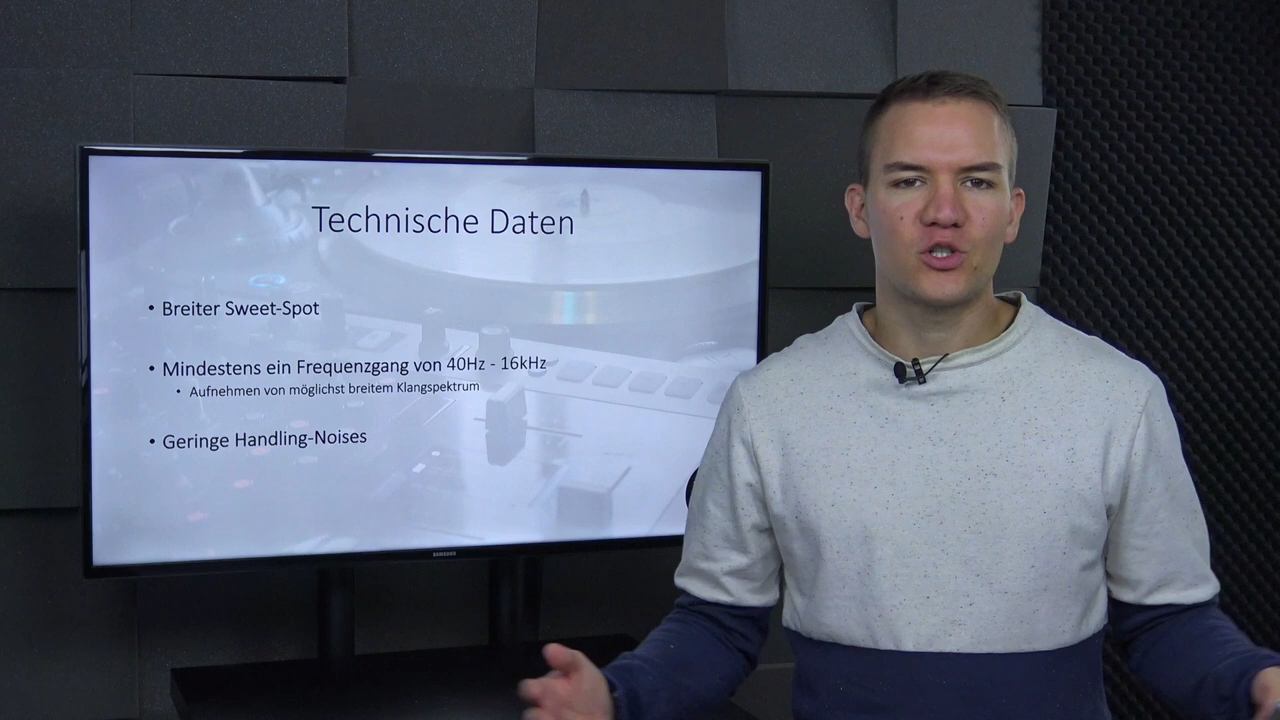 Technische Daten
• Breiter Sweet-Spot
• Mindestens ein Frequenzgang von 40Hz - 16kHz
• Aufnehmen von möglichst breitem Klangspektrum
• Geringe Handling-Noises
SAMSUNG